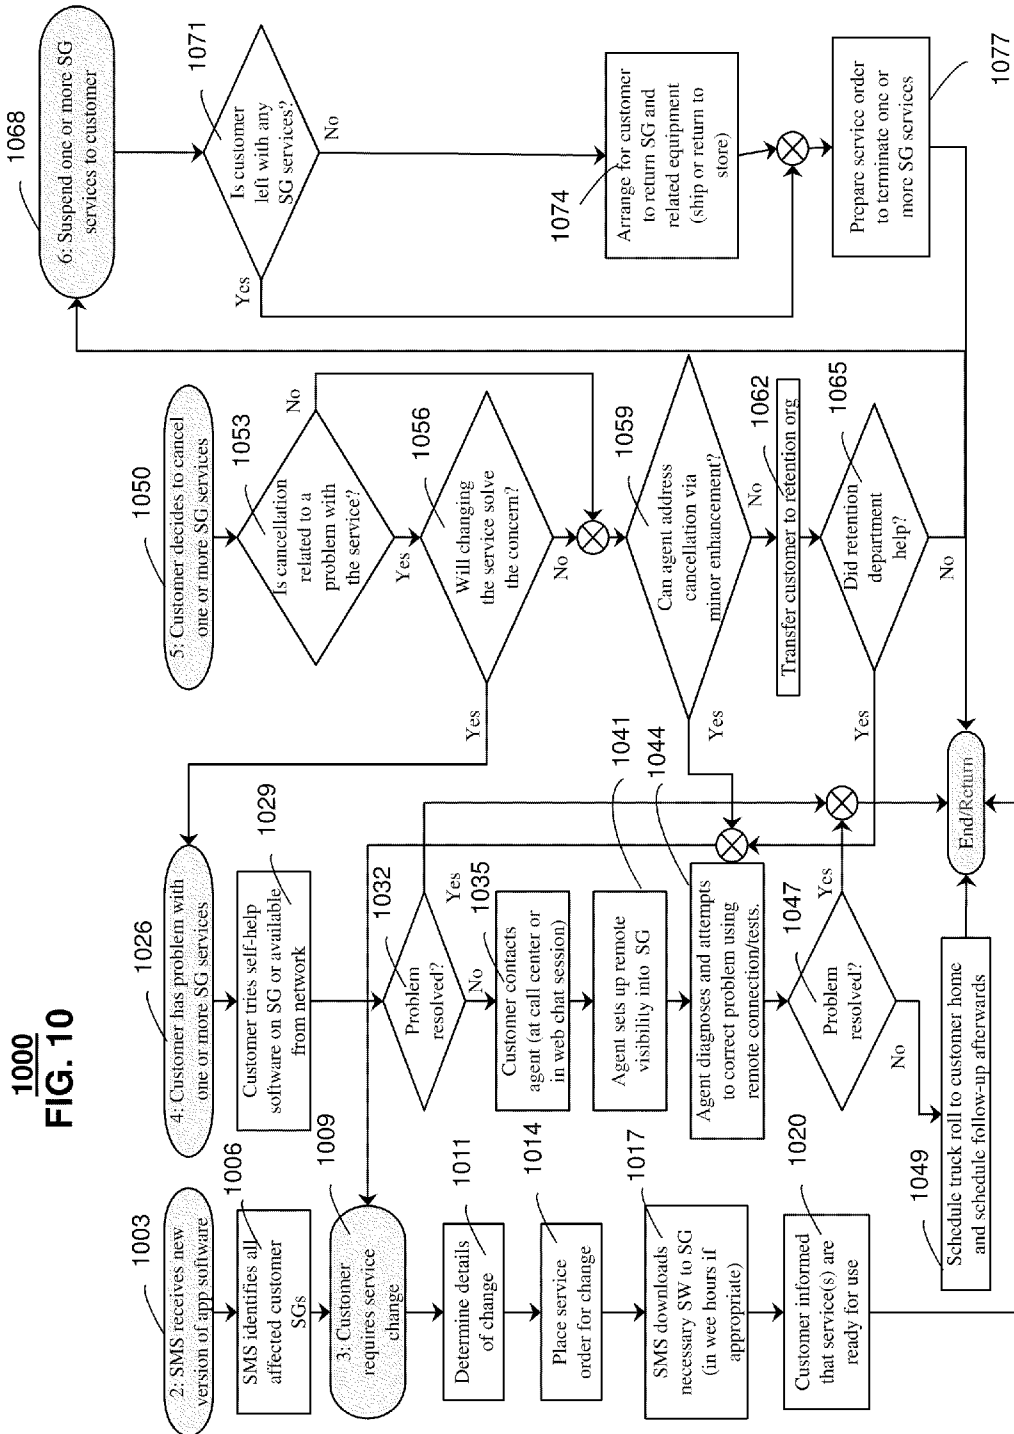 1000
FIG. 10
1003
2: SMS receives new
version of app software
1006
SMS identifies all
affected customer
SGs
1009
3: Customer
requires service
change
1011
Determine details
of change
1014
Place service
order for change
1017
SMS downloads
necessary SW to SG
(in wee hours if
appropriate)
1020
Customer informed
that service(s) are
ready for use
1026
4: Customer has problem with
one or more SG services
1029
Customer tries self-help
software on SG or available
from network
1032
Problem
resolved?
Yes
No
1035
Customer contacts
agent (at call center or
in web chat session)
1041
Agent sets up remote
visibility into SG
1044
Agent diagnoses and attempts
to correct problem using
remote connection/tests.
1047
Problem
resolved?
Yes
No
1049
Schedule truck roll to customer home
and schedule follow-up afterwards
End/Return
1050
5: Customer decides to cancel
one or more SG services
1053
Is cancellation
related to a
problem with
the service?
No
Yes
1056
Will changing
the service solve
the concern?
Yes
No
1059
Can agent address
cancellation via
minor enhancement?
Yes
No
1062
Transfer customer to retention org
1065
Did retention
department
help?
Yes
No
1068
6: Suspend one or more SG
services to customer
1071
Is customer
left with any
SG services?
Yes
No
1074
Arrange for customer
to return SG and
related equipment
(ship or return to
store)
1077
Prepare service order
to terminate one or
more SG services